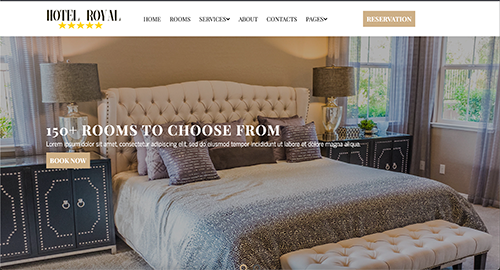 HOTEL ROYAL
HOME ROOMS SERVICES ABOUT CONTACTS PAGES
RESERVATION
150+ ROOMS TO CHOOSE FROM
Lorem ipsum dolor sit amet, consectetur adipiscing elit, sed do eiusmod tempor incididunt ut labore et dolore magna aliqua.
BOOK NOW